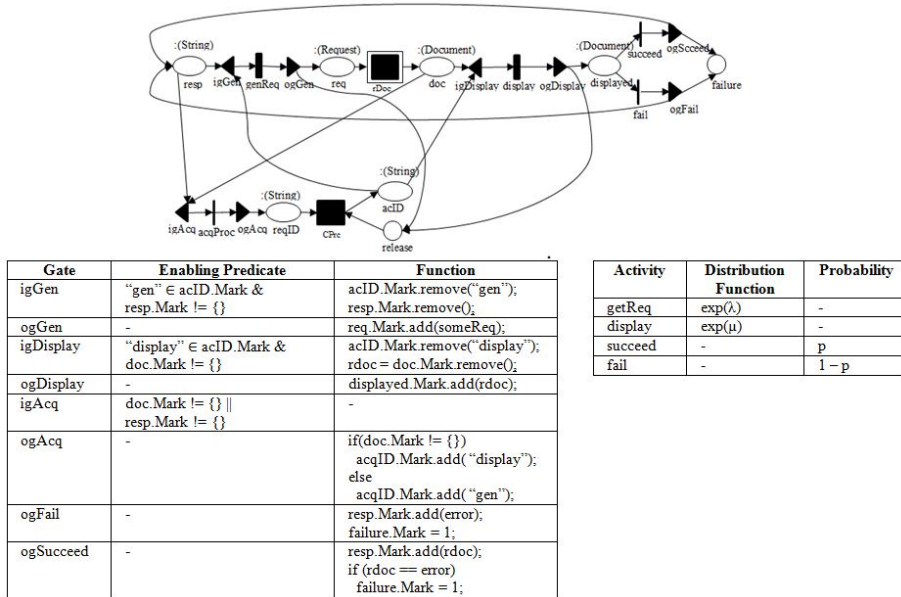 :(String)
:(Request)
:(Document)
:(Document)
succeed
ogScceed
resp
igGen
genReq
ogGen
req
rDoc
doc
igDisplay
display
ogDisplay
displayed
failure
fail
ogFail
:(String)
:(String)
acID
igAcq
acqProc
ogAcq
reqID
CPrc
release
Gate Enabling Predicate Function
igGen “gen” ∈ acID.Mark & acID.Mark.remove(“gen”);
resp.Mark != {} resp.Mark.remove();
ogGen - req.Mark.add(someReq);
igDisplay “display” ∈ acID.Mark & acID.Mark.remove(“display”);
doc.Mark != {} rdoc = doc.Mark.remove();
ogDisplay - displayed.Mark.add(rdoc);
igAcq doc.Mark != {} || -
resp.Mark != {}
ogAcq - if(doc.Mark != {})
acqID.Mark.add( “display”);
else
acqID.Mark.add( “gen”);
ogFail - resp.Mark.add(error);
failure.Mark = 1;
ogSucceed - resp.Mark.add(rdoc);
if (rdoc == error)
failure.Mark = 1;
Activity Distribution Probability
Function
getReq exp(λ) -
display exp(μ) -
succeed - p
fail - 1 – p